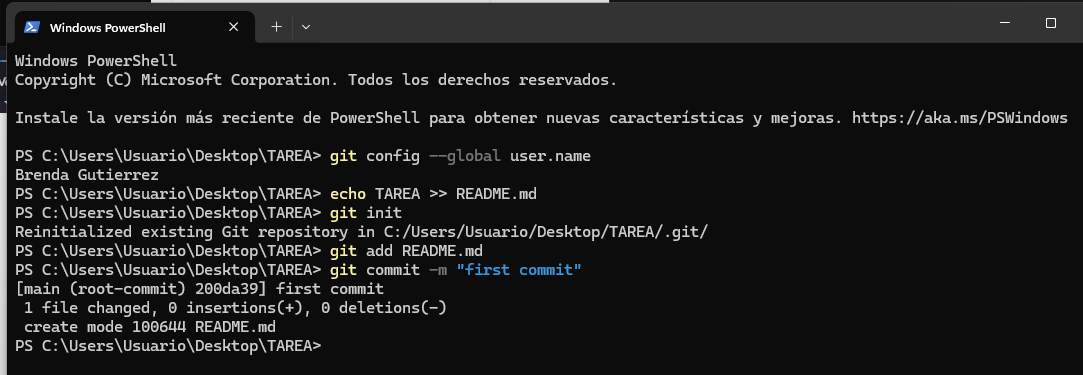 Windows PowerShell
Windows PowerShell
Copyright (C) Microsoft Corporation. Todos los derechos reservados.
Instale la versión más reciente de PowerShell para obtener nuevas características y mejoras. https://aka.ms/PSWindows
PS C:\Users\Usuario\Desktop\TAREA> git config --global user.name
Brenda Gutierrez
PS C:\Users\Usuario\Desktop\TAREA> echo TAREA >> README.md
PS C:\Users\Usuario\Desktop\TAREA> git init
Reinitialized existing Git repository in C:/Users/Usuario/Desktop/TAREA/.git/
PS C:\Users\Usuario\Desktop\TAREA> git add README.md
PS C:\Users\Usuario\Desktop\TAREA> git commit -m "first commit"
[main (root-commit) 200da39] first commit
 1 file changed, 0 insertions(+), 0 deletions(-)
 create mode 100644 README.md
PS C:\Users\Usuario\Desktop\TAREA>